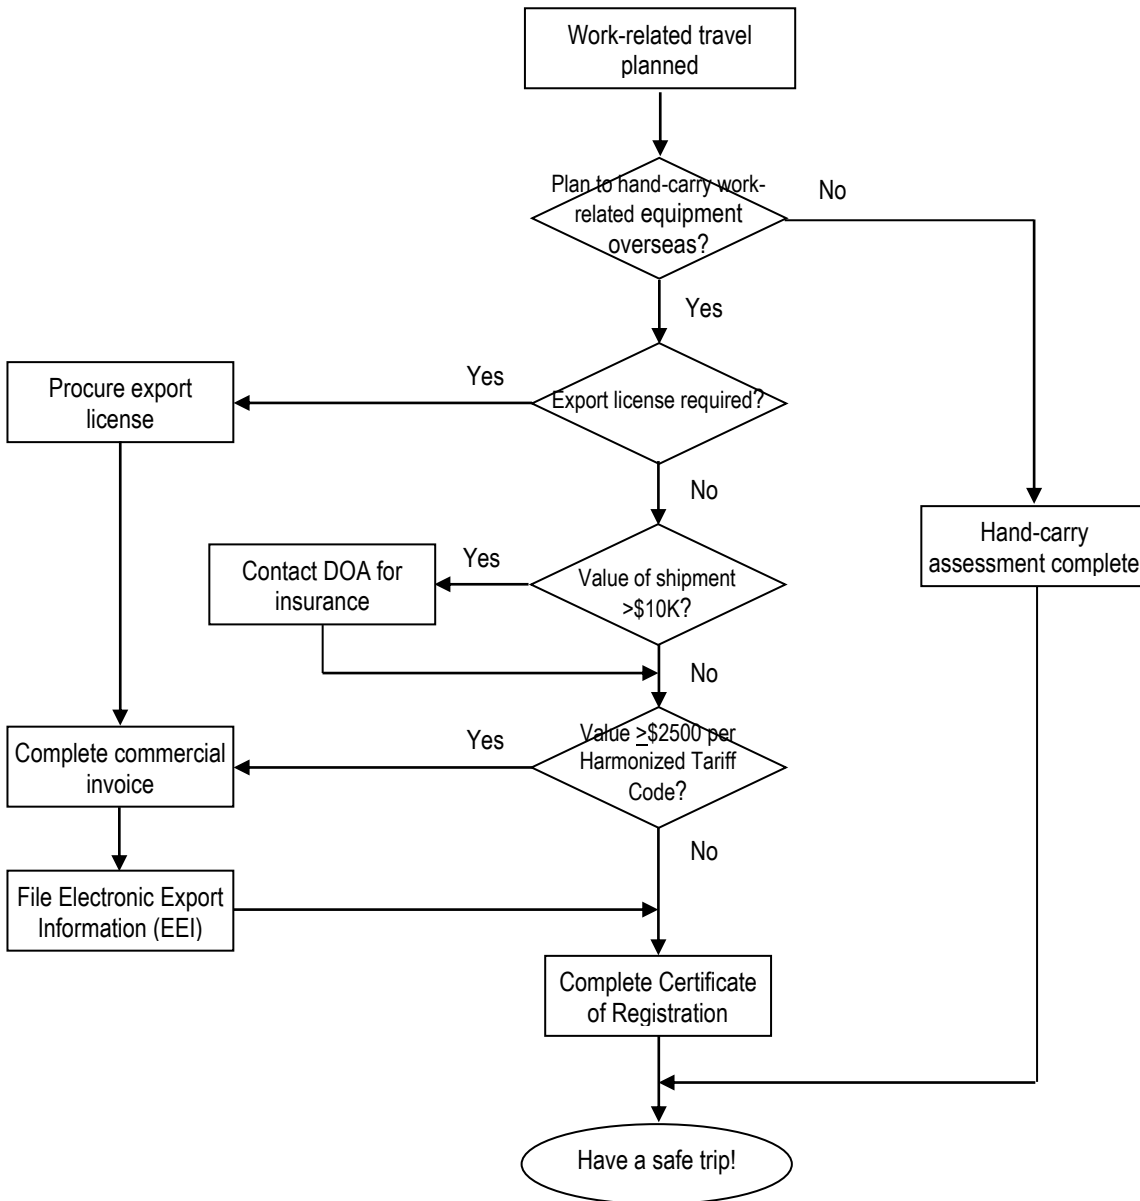 Work-related travel
planned
Plan to hand-carry work-
related equipment
overseas?
No
Yes
Export license required?
Yes
Procure export
license
No
Value of shipment
>$10K?
Yes
Contact DOA for
insurance
Hand-carry
assessment complete
No
Value ≥$2500 per
Harmonized Tariff
Code?
Yes
Complete commercial
invoice
No
File Electronic Export
Information (EEI)
Complete Certificate
of Registration
Have a safe trip!